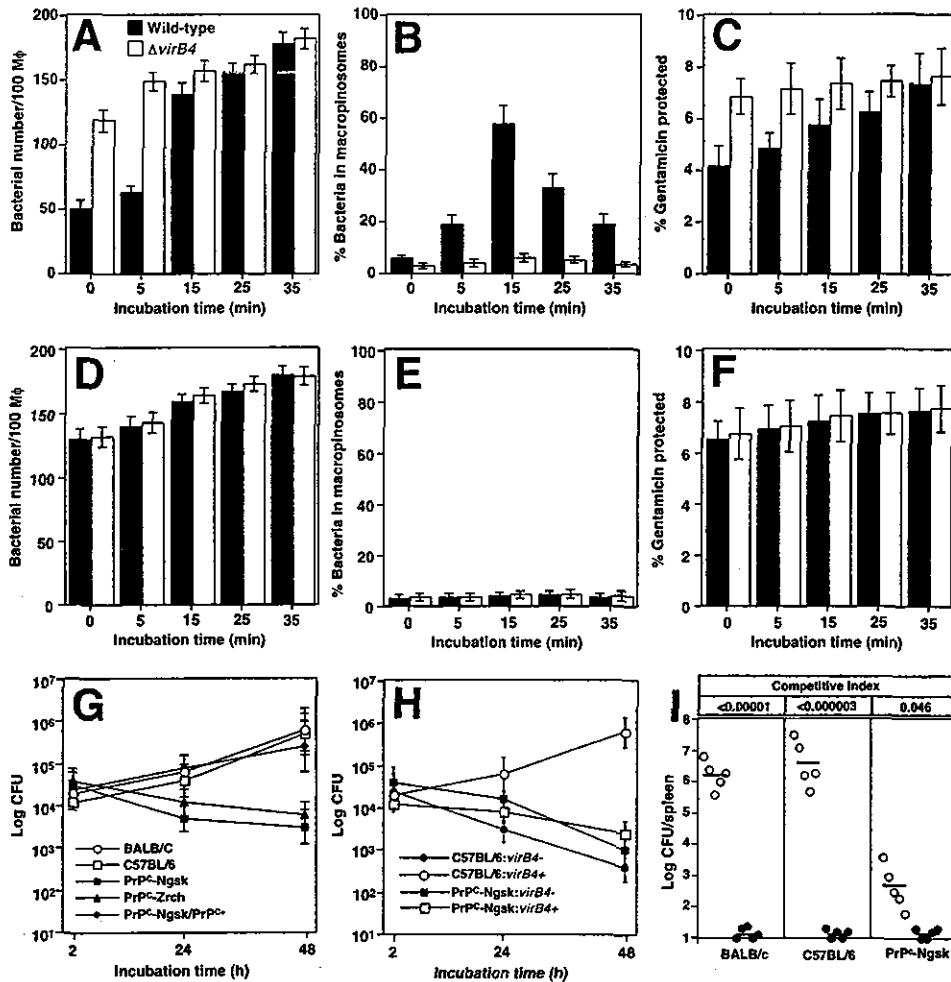 A
Wild-type
ΔvirB4
Bacterial number/100 Mϕ
200
150
100
50
0
0 5 15 25 35
Incubation time (min)
B
% Bacteria in macropinosomes
100
80
60
40
20
0
0 5 15 25 35
Incubation time (min)
C
% Gentamicin protected
10
8
6
4
2
0
0 5 15 25 35
Incubation time (min)
D
Bacterial number/100 Mϕ
200
150
100
50
0
0 5 15 25 35
Incubation time (min)
E
% Bacteria in macropinosomes
100
80
60
40
20
0
0 5 15 25 35
Incubation time (min)
F
% Gentamicin protected
10
8
6
4
2
0
0 5 15 25 35
Incubation time (min)
G
Log CFU
10⁷
10⁶
10⁵
10⁴
10³
10²
10¹
BALB/C
C57BL/6
PrPᶜ-Ngsk
PrPᶜ-Zrch
PrPᶜ-Ngsk/PrPᶜ⁺
2 24 48
Incubation time (h)
H
Log CFU
10⁷
10⁶
10⁵
10⁴
10³
10²
10¹
C57BL/6:virB4-
C57BL/6:virB4+
PrPᶜ-Ngsk:virB4-
PrPᶜ-Ngsk:virB4+
2 24 48
Incubation time (h)
Competitive Index
<0.00001 <0.000003 0.046
Log CFU/spleen
8
7
6
5
4
3
2
1
BALB/c C57BL/6 PrPᶜ-Ngsk